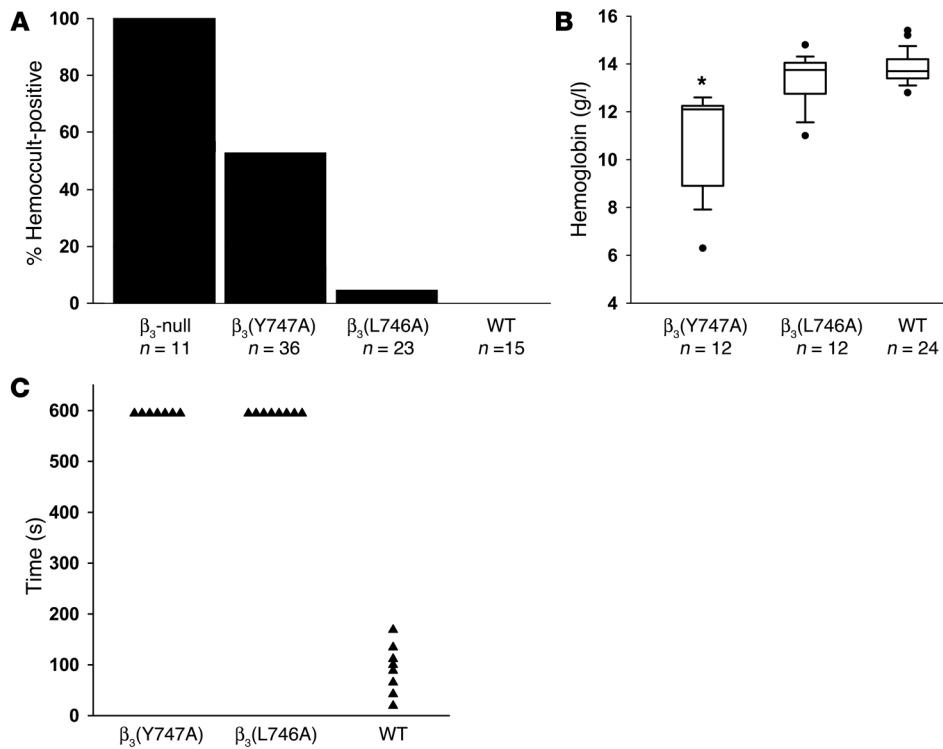 A
% Hemoccult-positive
100
80
60
40
20
0
β3-null
n = 11
β3(Y747A)
n = 36
β3(L746A)
n = 23
WT
n =15
B
Hemoglobin (g/l)
16
14
12
10
8
6
4
*
β3(Y747A)
n = 12
β3(L746A)
n = 12
WT
n = 24
C
Time (s)
600
500
400
300
200
100
0
β3(Y747A)
β3(L746A)
WT